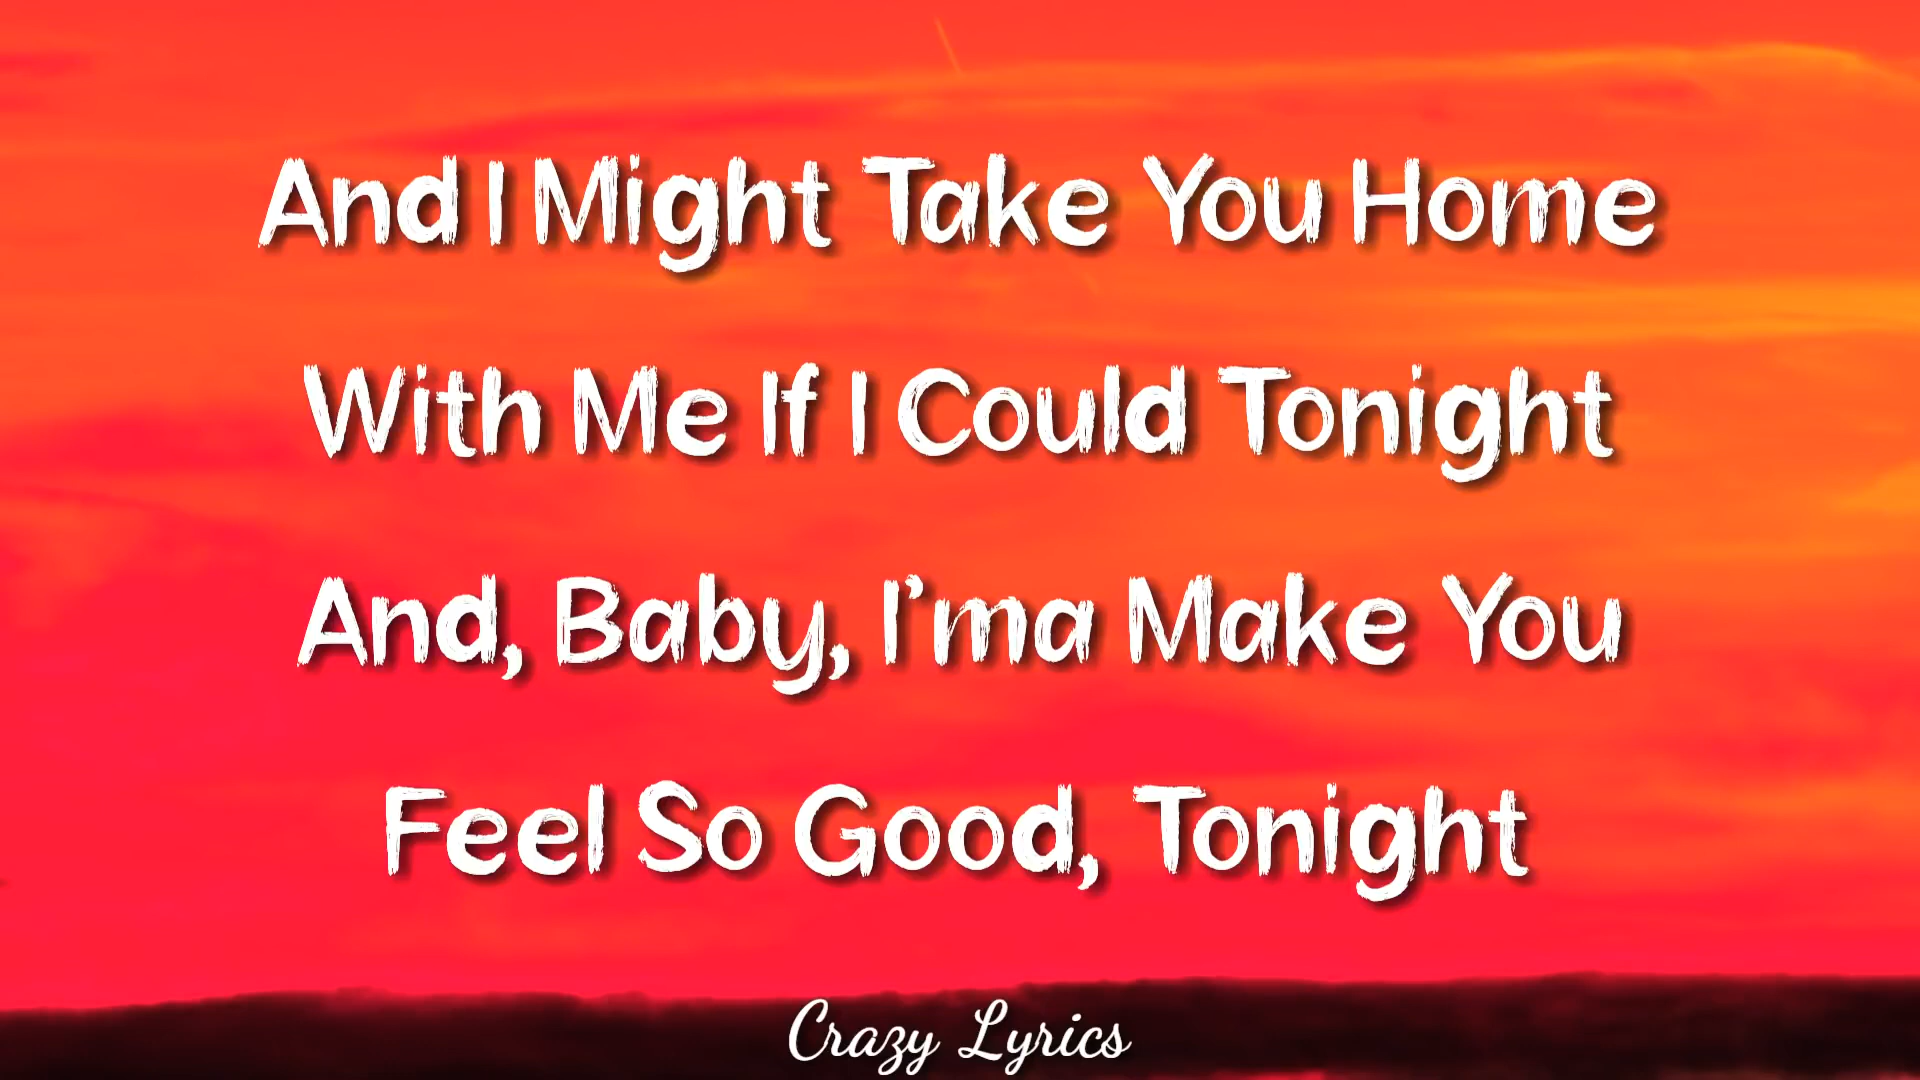 And I Might Take You Home
With Me If I Could Tonight
And, Baby, I'ma Make You
Feel So Good, Tonight
Crazy Lyrics